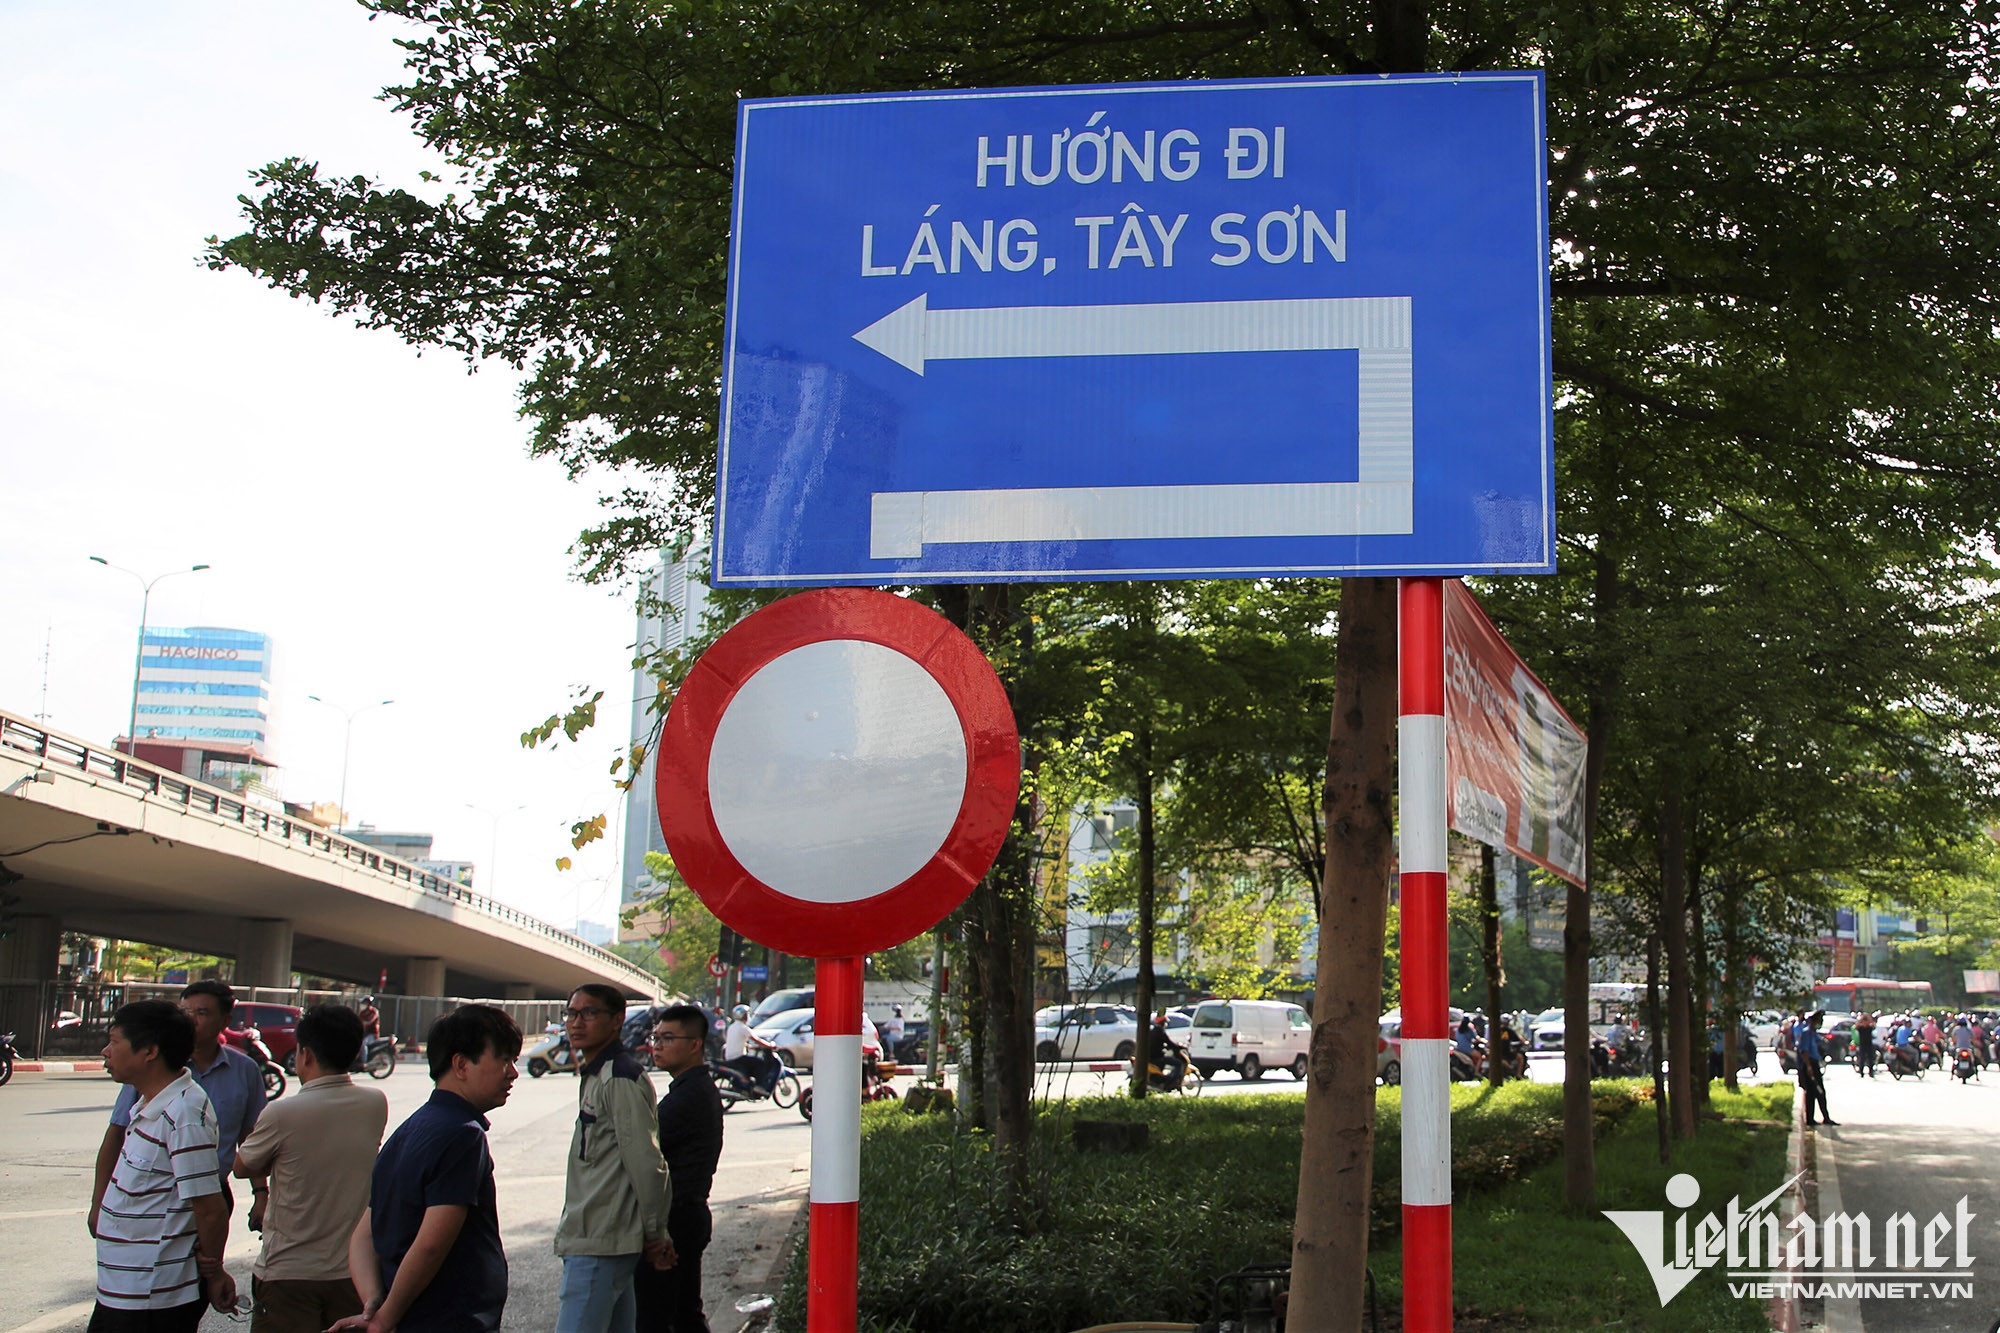 HƯỚNG ĐI
LÁNG, TÂY SƠN
HACINCO
Vietnamnet
VIETNAMNET.VN